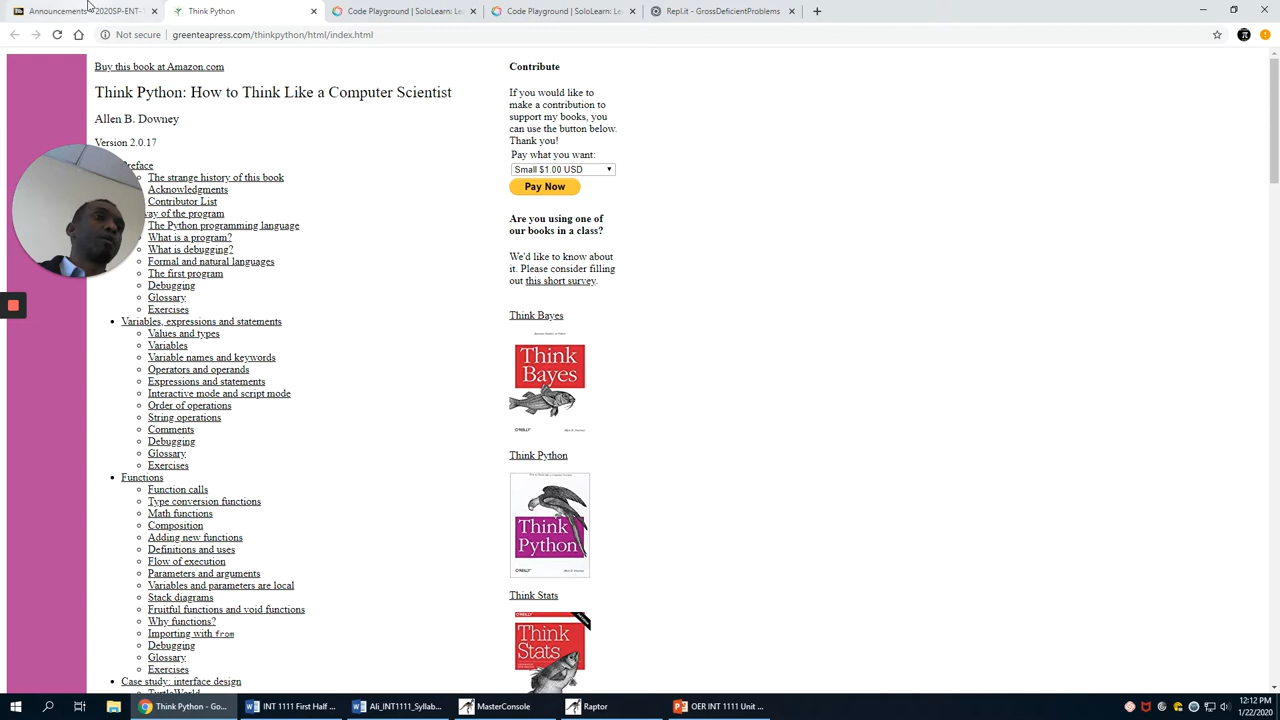 Announcements - 2020SP-ENT-
Think Python
Code Playground | SoloLearn: Le
Code Playground | SoloLearn: Le
Repl.it - GrossDeficientProblems
Not secure
greenteapress.com/thinkpython/html/index.html
Buy this book at Amazon.com
Think Python: How to Think Like a Computer Scientist
Allen B. Downey
Version 2.0.17
Preface
The strange history of this book
Acknowledgments
Contributor List
way of the program
The Python programming language
What is a program?
What is debugging?
Formal and natural languages
The first program
Debugging
Glossary
Exercises
Variables, expressions and statements
Values and types
Variables
Variable names and keywords
Operators and operands
Expressions and statements
Interactive mode and script mode
Order of operations
String operations
Comments
Debugging
Glossary
Exercises
Functions
Function calls
Type conversion functions
Math functions
Composition
Adding new functions
Definitions and uses
Flow of execution
Parameters and arguments
Variables and parameters are local
Stack diagrams
Fruitful functions and void functions
Why functions?
Importing with from
Debugging
Glossary
Exercises
Case study: interface design
TurtleWorld
Contribute
If you would like to
make a contribution to
support my books, you
can use the button below.
Thank you!
Pay what you want:
Small $1.00 USD
Pay Now
Are you using one of
our books in a class?
We'd like to know about
it. Please consider filling
out this short survey.
Think Bayes
Think
Bayes
O'REILLY
Think Python
Think
Python
O'REILLY
Think Stats
O'REILLY
Think
Stats
Think Python - Go...
INT 1111 First Half ...
Ali_INT1111_Syllab...
MasterConsole
Raptor
OER INT 1111 Unit ...
12:12 PM
1/22/2020